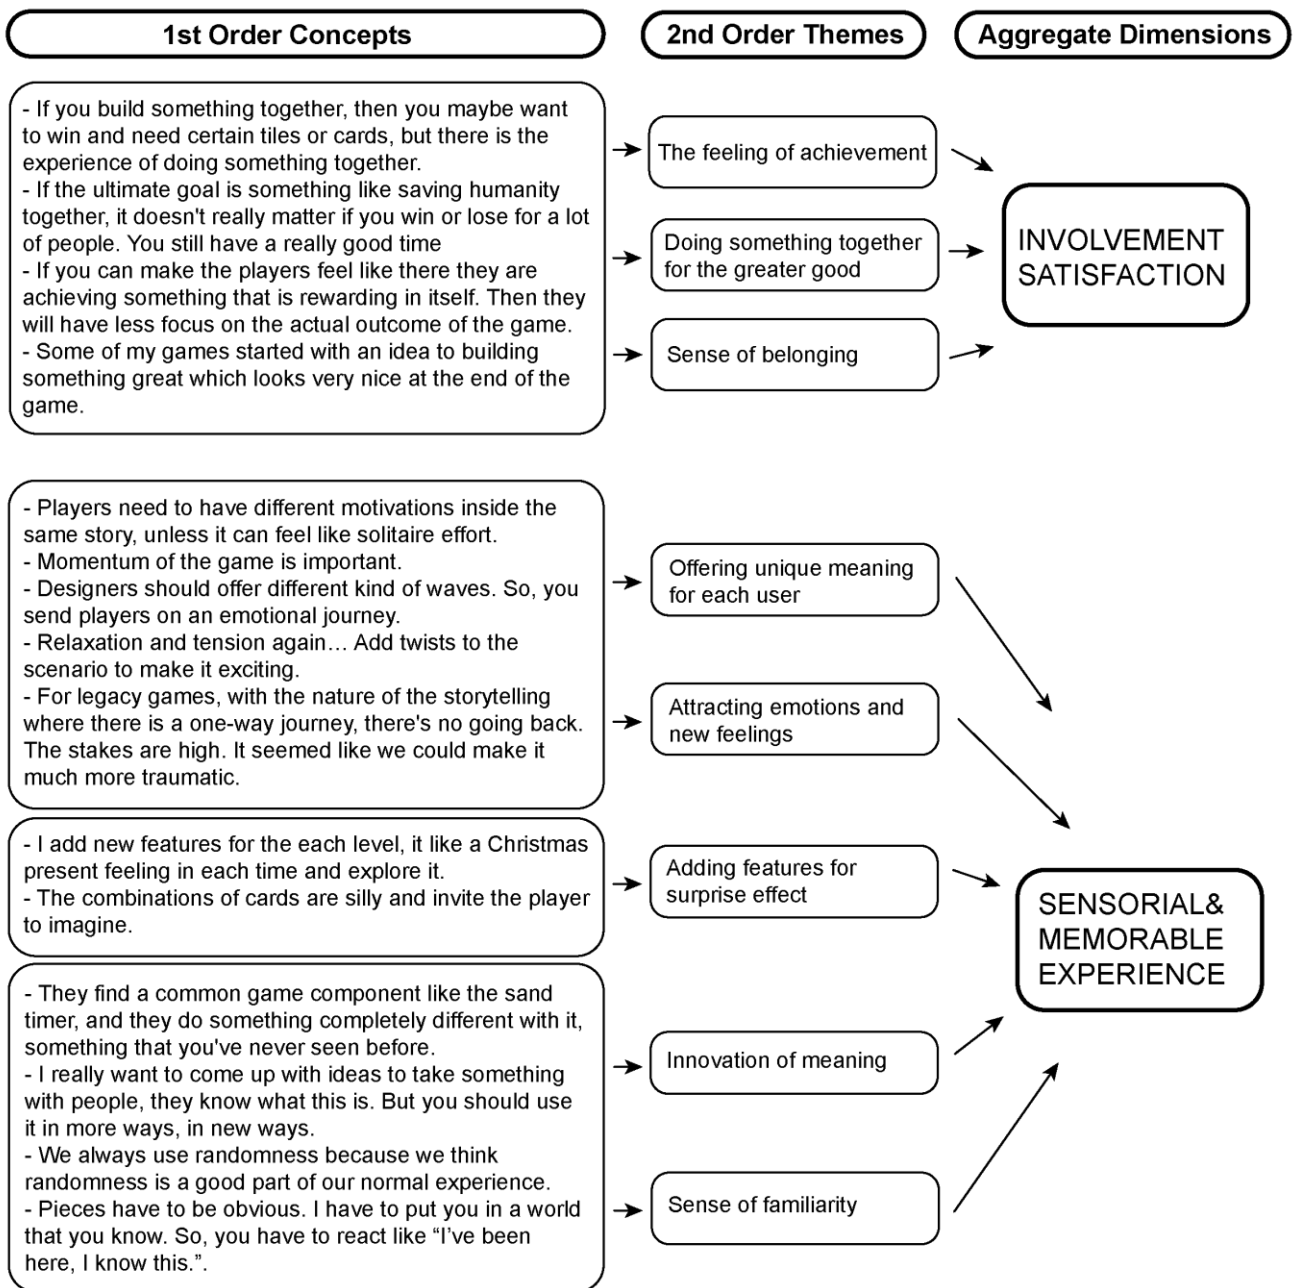 1st Order Concepts
2nd Order Themes
Aggregate Dimensions
- If you build something together, then you maybe want
to win and need certain tiles or cards, but there is the
experience of doing something together.
- If the ultimate goal is something like saving humanity
together, it doesn't really matter if you win or lose for a lot
of people. You still have a really good time
- If you can make the players feel like there they are
achieving something that is rewarding in itself. Then they
will have less focus on the actual outcome of the game.
- Some of my games started with an idea to building
something great which looks very nice at the end of the
game.
The feeling of achievement
Doing something together
for the greater good
Sense of belonging
INVOLVEMENT
SATISFACTION
- Players need to have different motivations inside the
same story, unless it can feel like solitaire effort.
- Momentum of the game is important.
- Designers should offer different kind of waves. So, you
send players on an emotional journey.
- Relaxation and tension again… Add twists to the
scenario to make it exciting.
- For legacy games, with the nature of the storytelling
where there is a one-way journey, there's no going back.
The stakes are high. It seemed like we could make it
much more traumatic.
Offering unique meaning
for each user
Attracting emotions and
new feelings
- I add new features for the each level, it like a Christmas
present feeling in each time and explore it.
- The combinations of cards are silly and invite the player
to imagine.
Adding features for
surprise effect
- They find a common game component like the sand
timer, and they do something completely different with it,
something that you've never seen before.
- I really want to come up with ideas to take something
with people, they know what this is. But you should use
it in more ways, in new ways.
- We always use randomness because we think
randomness is a good part of our normal experience.
- Pieces have to be obvious. I have to put you in a world
that you know. So, you have to react like “I’ve been
here, I know this.”.
Innovation of meaning
Sense of familiarity
SENSORIAL&
MEMORABLE
EXPERIENCE